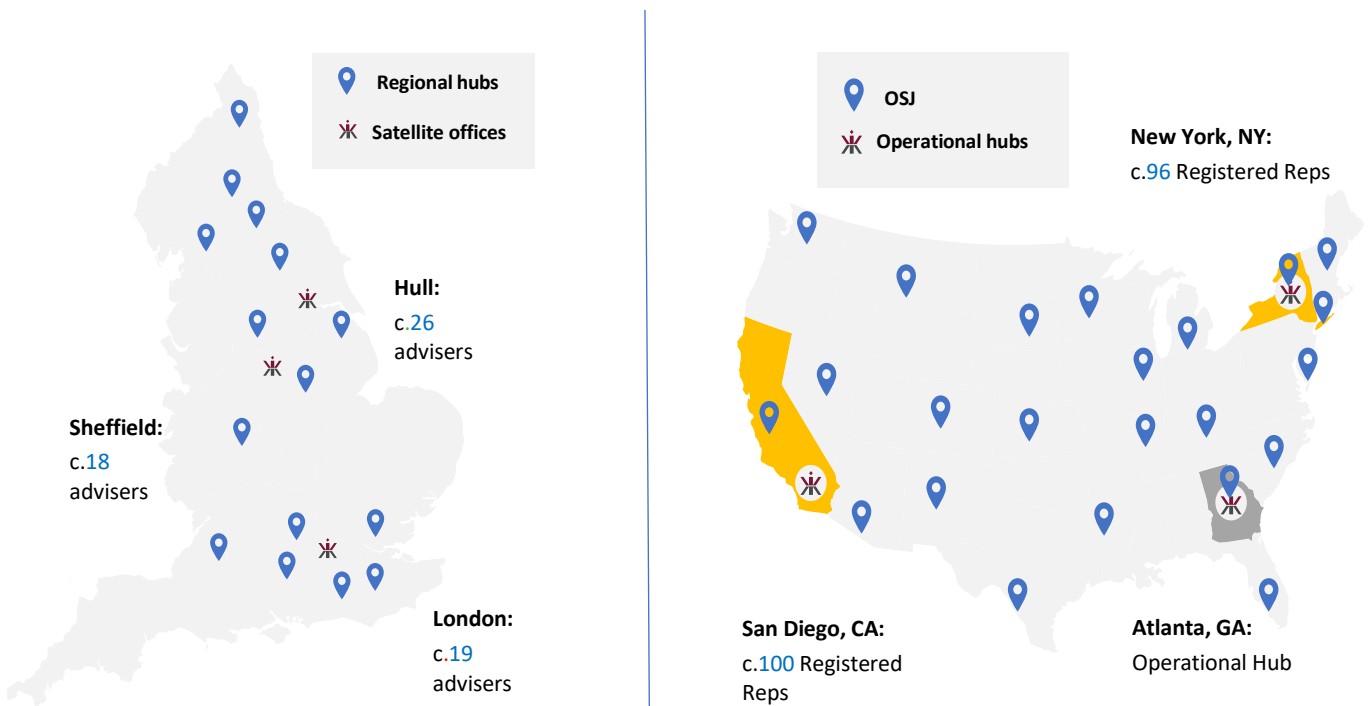 Regional hubs
Satellite offices
Hull:
c.26
advisers
Sheffield:
c.18
advisers
London:
c.19
advisers
OSJ
Operational hubs
New York, NY:
c.96 Registered Reps
San Diego, CA:
c.100 Registered
Reps
Atlanta, GA:
Operational Hub